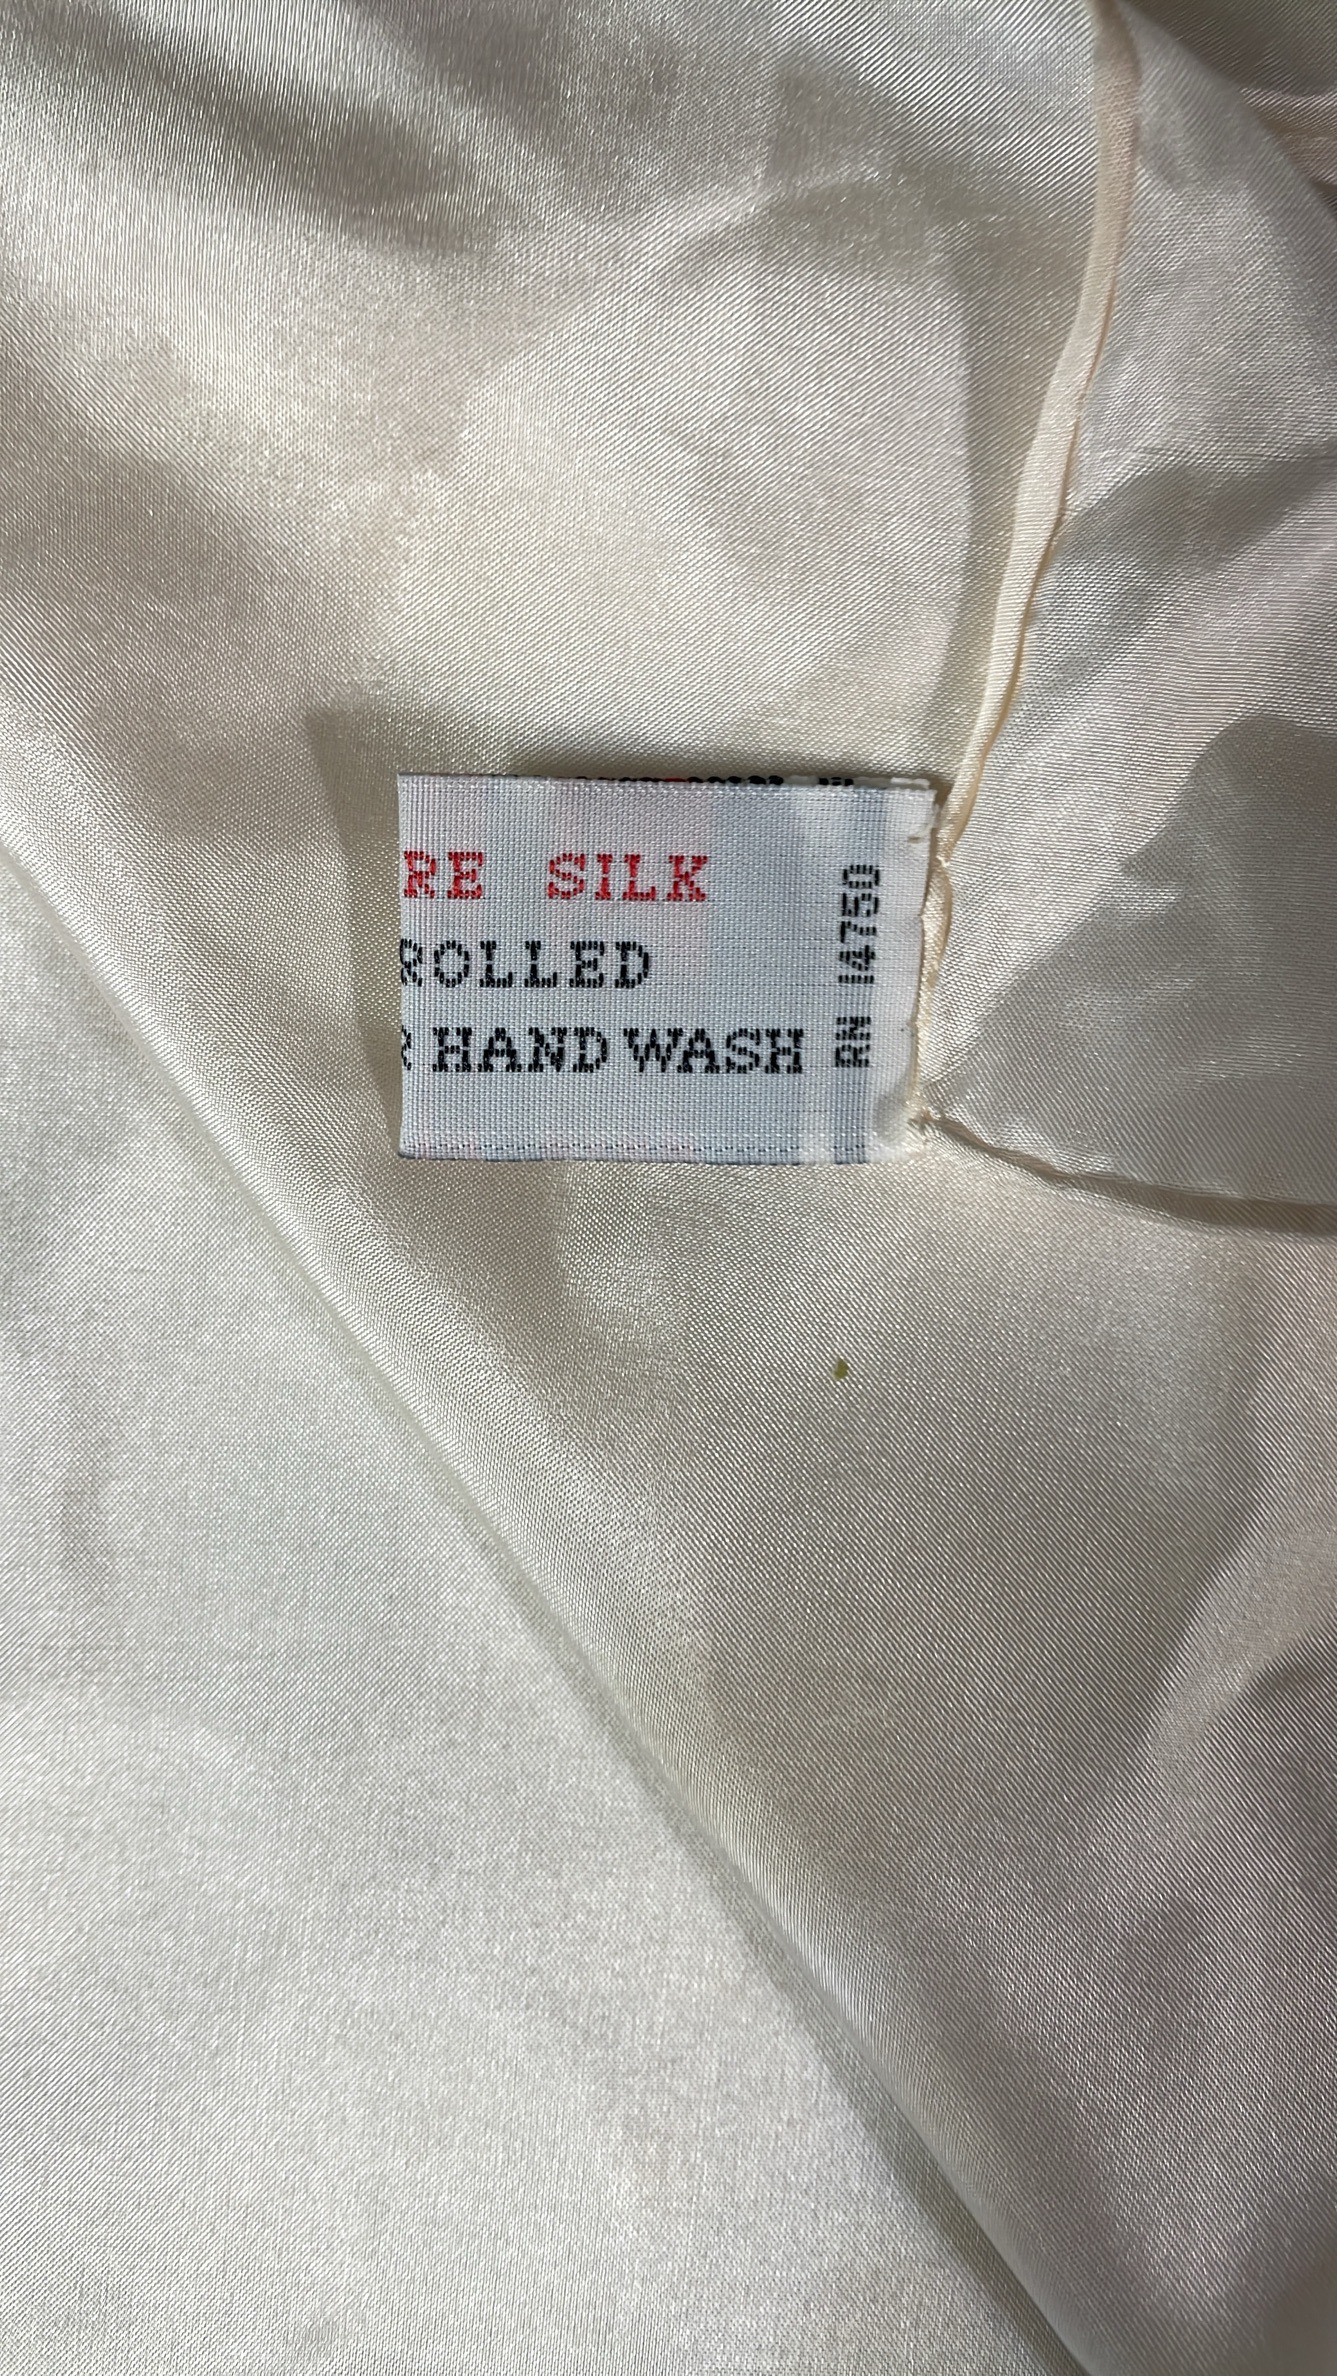 RE SILK
ROLLED
R HAND WASH
RN 14750